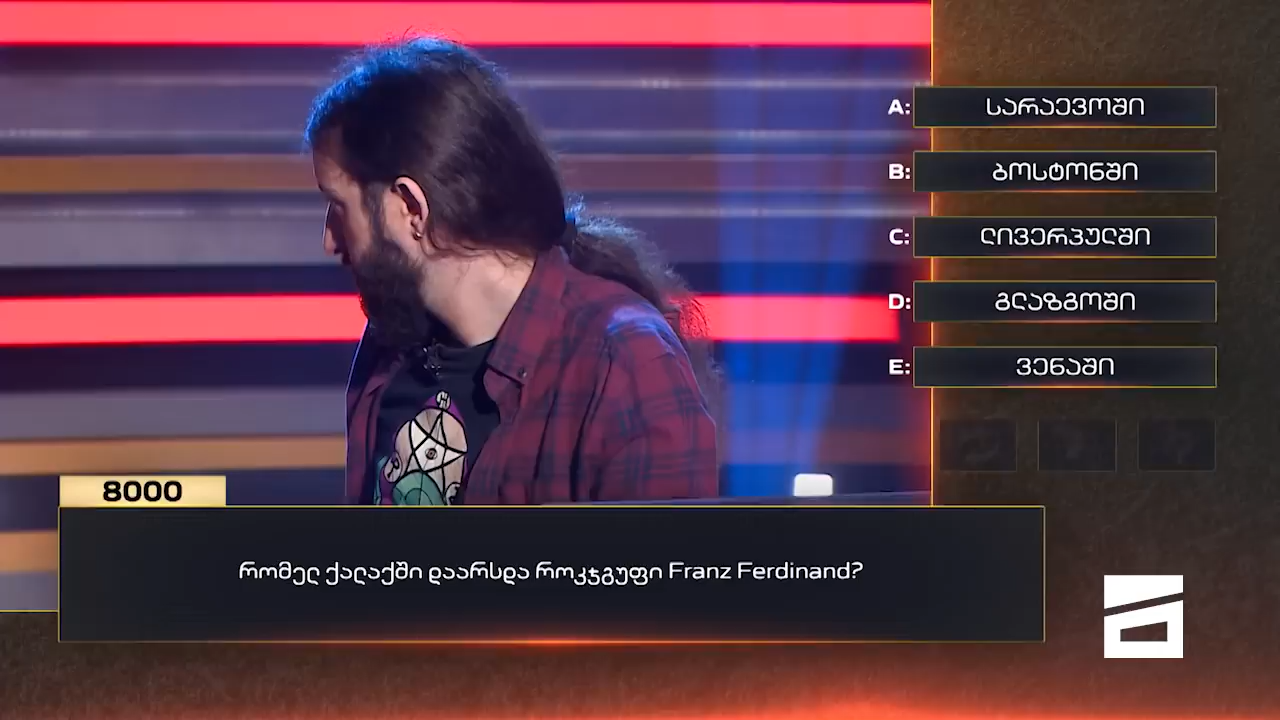 A: სარაევოში
B: ბოსტონში
C: ლივერპულში
D: გლაზგოში
E: ვენაში
8000
რომელ ქალაქში დაარსდა როკჯგუფი Franz Ferdinand?